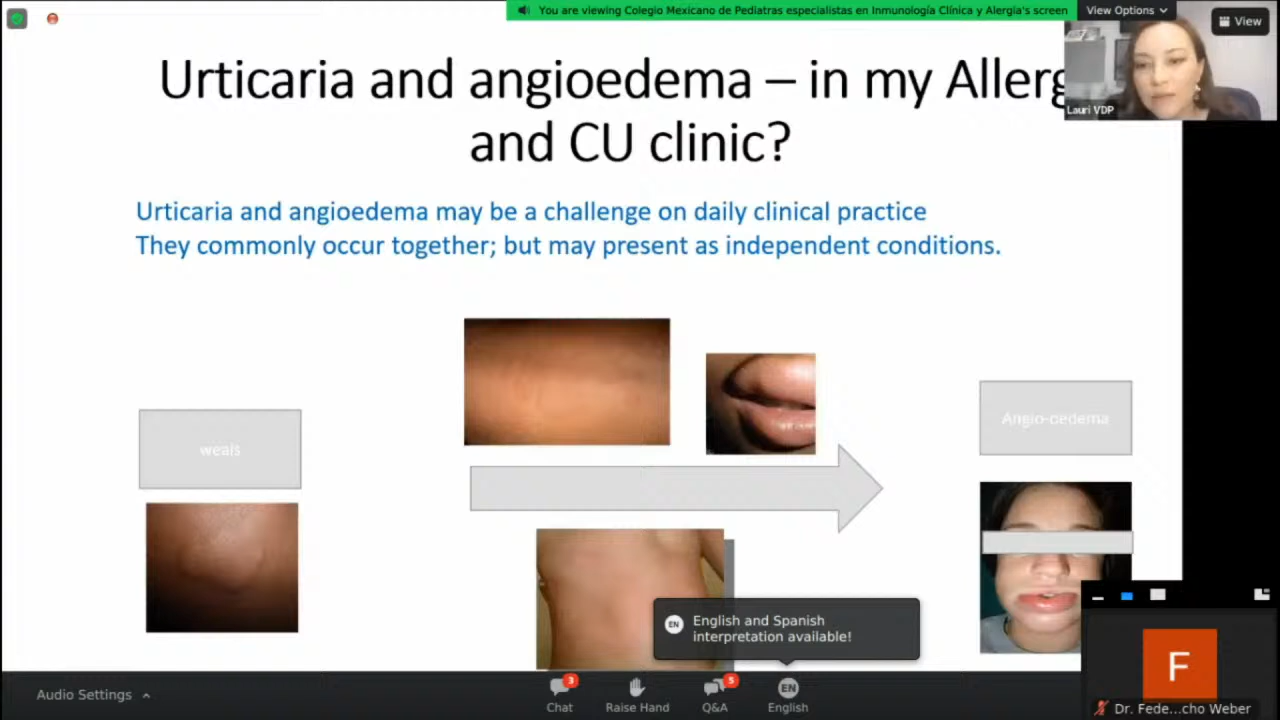 You are viewing Colegio Mexicano de Pediatras especialistas en Inmunología Clínica y Alergia's screen
View Options
View
Urticaria and angioedema – in my Allerg
and CU clinic?
Lauri VDP
Urticaria and angioedema may be a challenge on daily clinical practice
They commonly occur together; but may present as independent conditions.
weals
Angio-oedema
EN
English and Spanish
interpretation available!
F
Audio Settings
3
5
EN
Chat
Raise Hand
Q&A
English
Dr. Fede...cho Weber